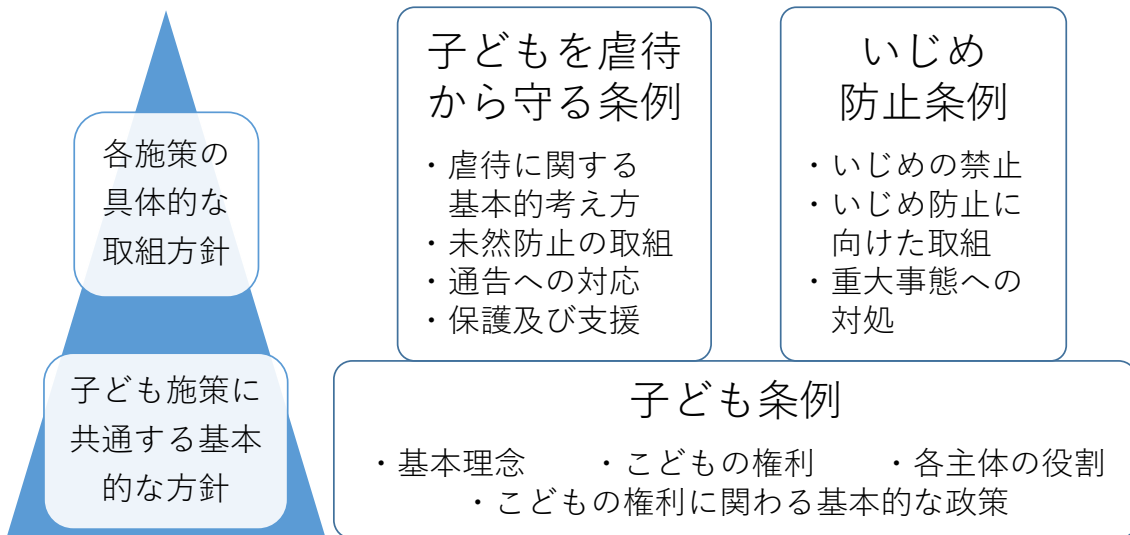 各施策の
具体的な
取組方針
子ども施策に
共通する基本
的な方針
子どもを虐待
から守る条例
・虐待に関する
基本的考え方
・未然防止の取組
・通告への対応
・保護及び支援
いじめ
防止条例
・いじめの禁止
・いじめ防止に
向けた取組
・重大事態への
対処
子ども条例
・基本理念 ・こどもの権利 ・各主体の役割
・こどもの権利に関わる基本的な政策